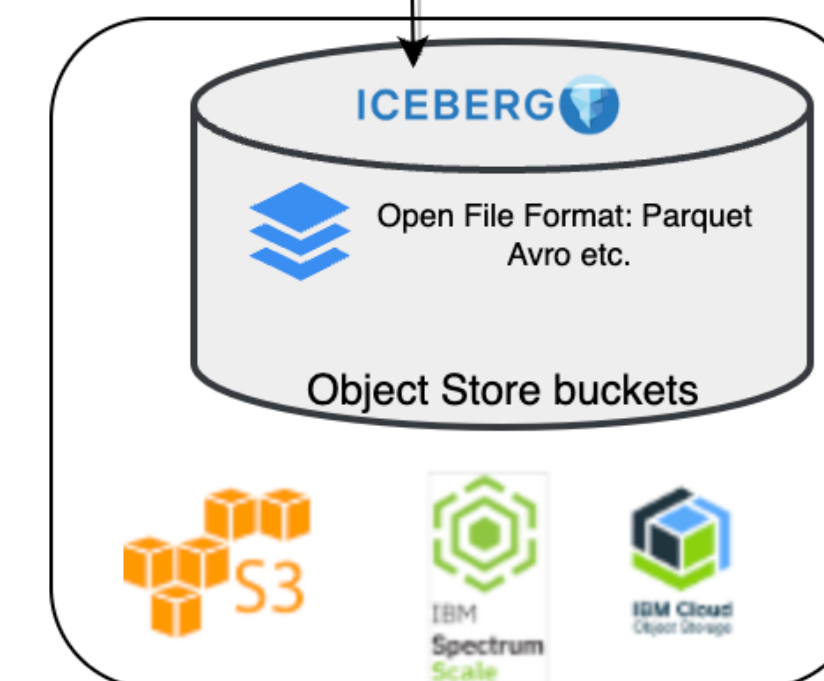 ICEBERG
Open File Format: Parquet
Avro etc.
Object Store buckets
S3
IBM
Spectrum
Scale
IBM Cloud
Object Storage